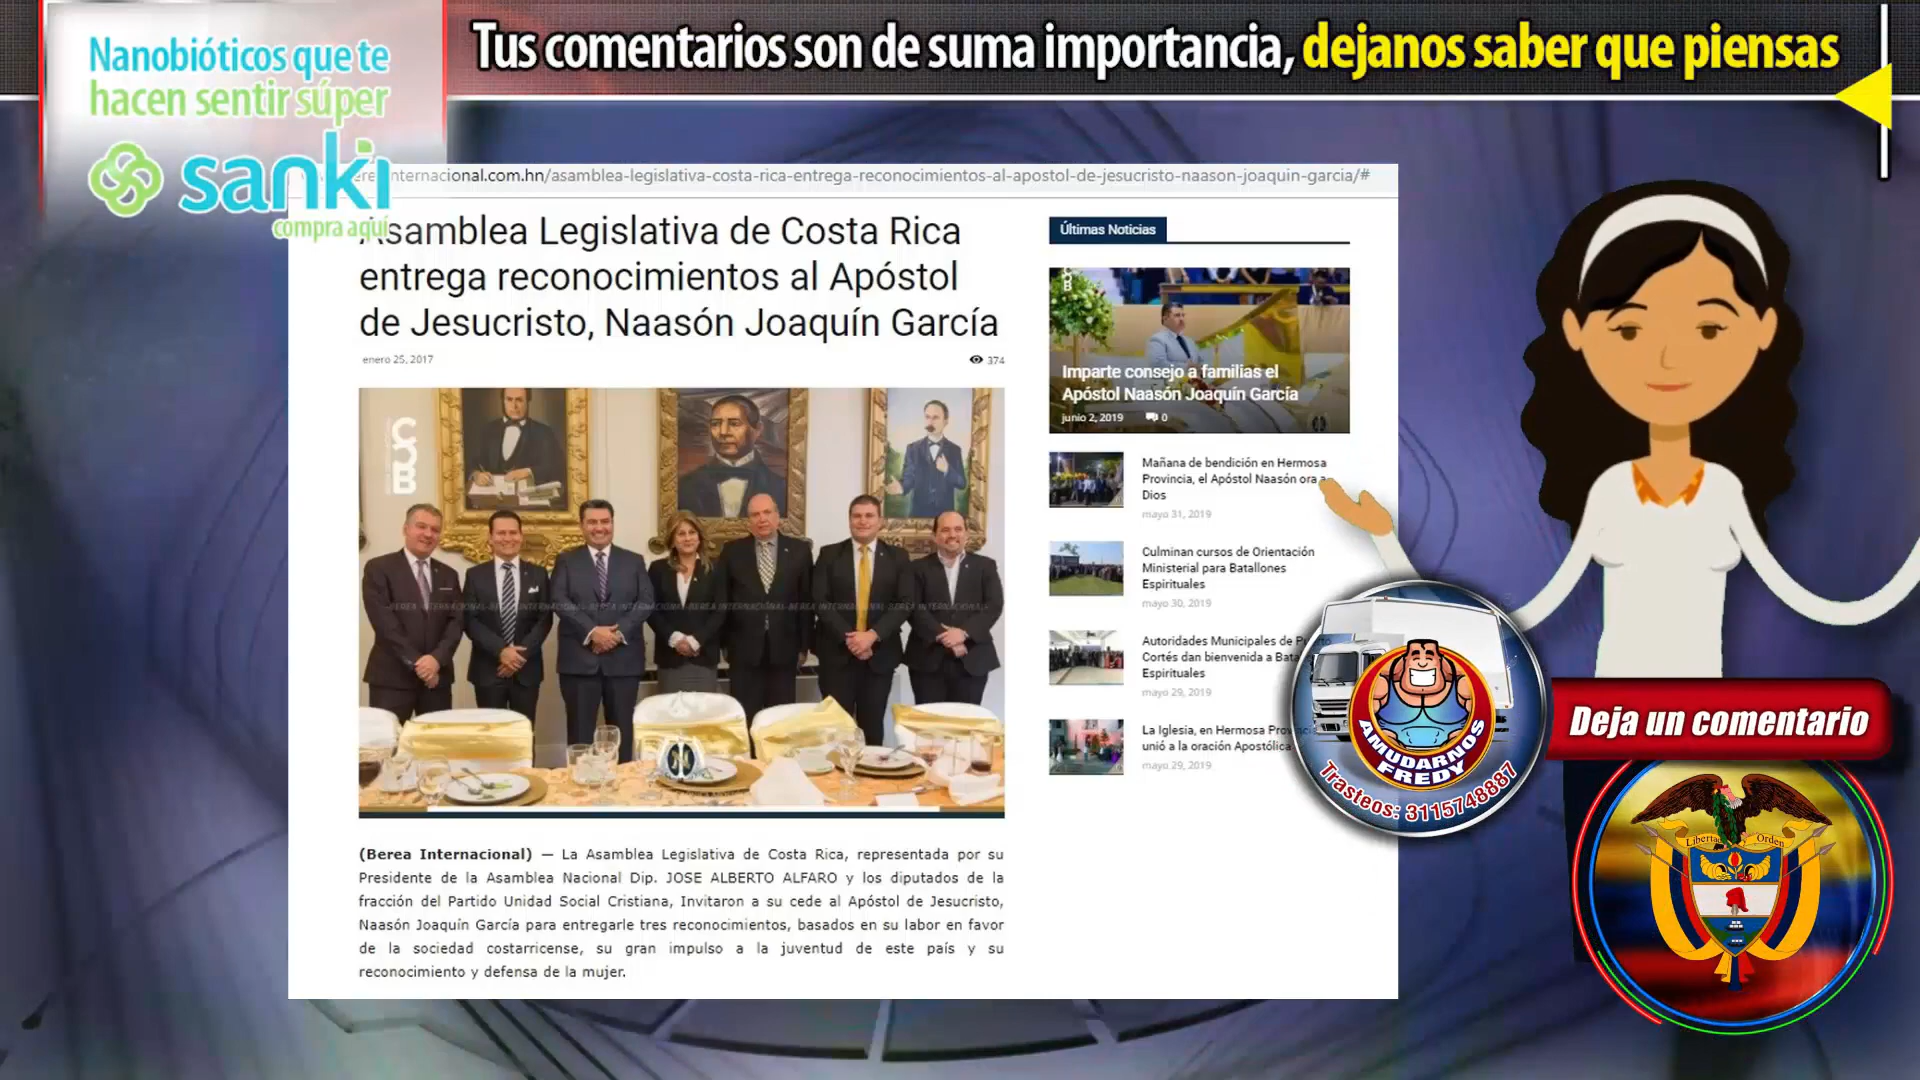 Tus comentarios son de suma importancia, dejanos saber que piensas
Nanobióticos que te
hacen sentir súper
sanki
compra aquí
internacional.com.hn/asamblea-legislativa-costa-rica-entrega-reconocimientos-al-apostol-de-jesucristo-naason-joaquin-garcia/#
Asamblea Legislativa de Costa Rica
entrega reconocimientos al Apóstol
de Jesucristo, Naasón Joaquín García
enero 25, 2017
374
(Berea Internacional) — La Asamblea Legislativa de Costa Rica, representada por su
Presidente de la Asamblea Nacional Dip. JOSE ALBERTO ALFARO y los diputados de la
fracción del Partido Unidad Social Cristiana, Invitaron a su cede al Apóstol de Jesucristo,
Naasón Joaquín García para entregarle tres reconocimientos, basados en su labor en favor
de la sociedad costarricense, su gran impulso a la juventud de este país y su
reconocimiento y defensa de la mujer.
Últimas Noticias
Imparte consejo a familias el
Apóstol Naasón Joaquín García
junio 2, 2019 0
Mañana de bendición en Hermosa
Provincia, el Apóstol Naasón ora a
Dios
mayo 31, 2019
Culminan cursos de Orientación
Ministerial para Batallones
Espirituales
mayo 30, 2019
Autoridades Municipales de
Cortés dan bienvenida a
Espirituales
mayo 29, 2019
La Iglesia, en Hermosa
unió a la oración Apostólica
mayo 29, 2019
AMUDARNOS
FREDY
Trasteos: 3115748887
Deja un comentario
Libertad y Orden